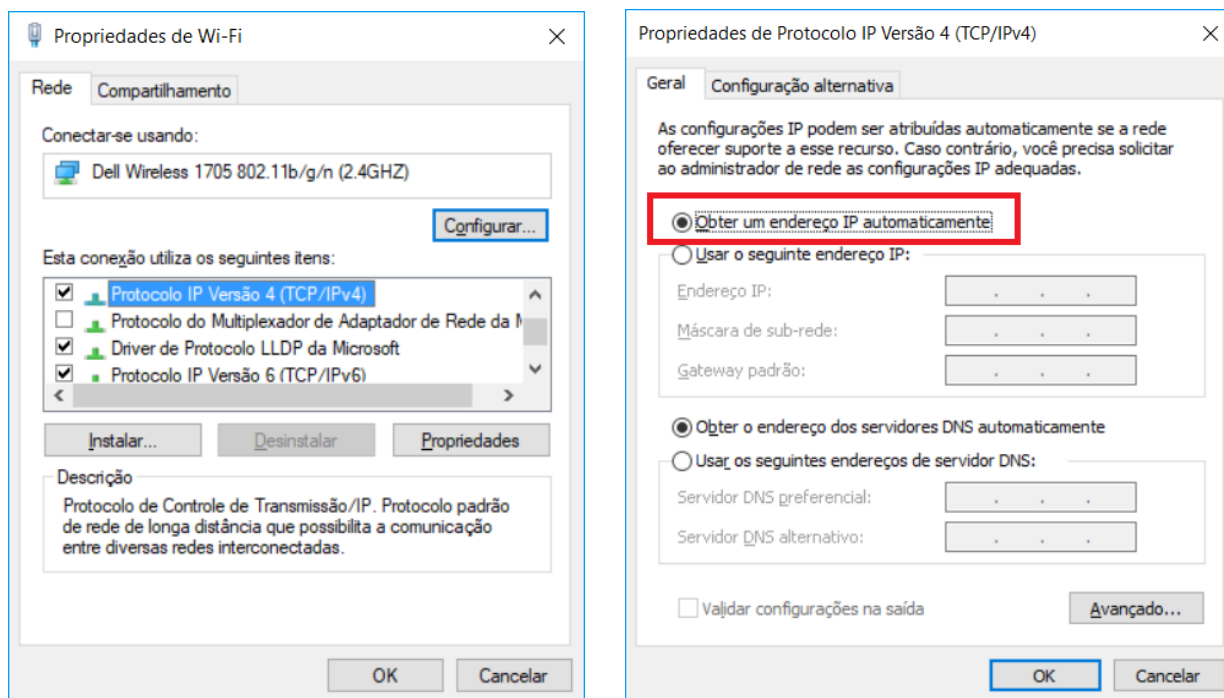 Propriedades de Wi-Fi
Rede
Compartilhamento
Conectar-se usando:
Dell Wireless 1705 802.11b/g/n (2.4GHZ)
Configurar...
Esta conexão utiliza os seguintes itens:
Protocolo IP Versão 4 (TCP/IPv4)
Protocolo do Multiplexador de Adaptador de Rede da M
Driver de Protocolo LLDP da Microsoft
Protocolo IP Versão 6 (TCP/IPv6)
Instalar...
Desinstalar
Propriedades
Descrição
Protocolo de Controle de Transmissão/IP. Protocolo padrão
de rede de longa distância que possibilita a comunicação
entre diversas redes interconectadas.
OK
Cancelar
Propriedades de Protocolo IP Versão 4 (TCP/IPv4)
Geral
Configuração alternativa
As configurações IP podem ser atribuídas automaticamente se a rede
oferecer suporte a esse recurso. Caso contrário, você precisa solicitar
ao administrador de rede as configurações IP adequadas.
Obter um endereço IP automaticamente
Usar o seguinte endereço IP:
Endereço IP:
Máscara de sub-rede:
Gateway padrão:
Obter o endereço dos servidores DNS automaticamente
Usar os seguintes endereços de servidor DNS:
Servidor DNS preferencial:
Servidor DNS alternativo:
Validar configurações na saída
Avançado...
OK
Cancelar